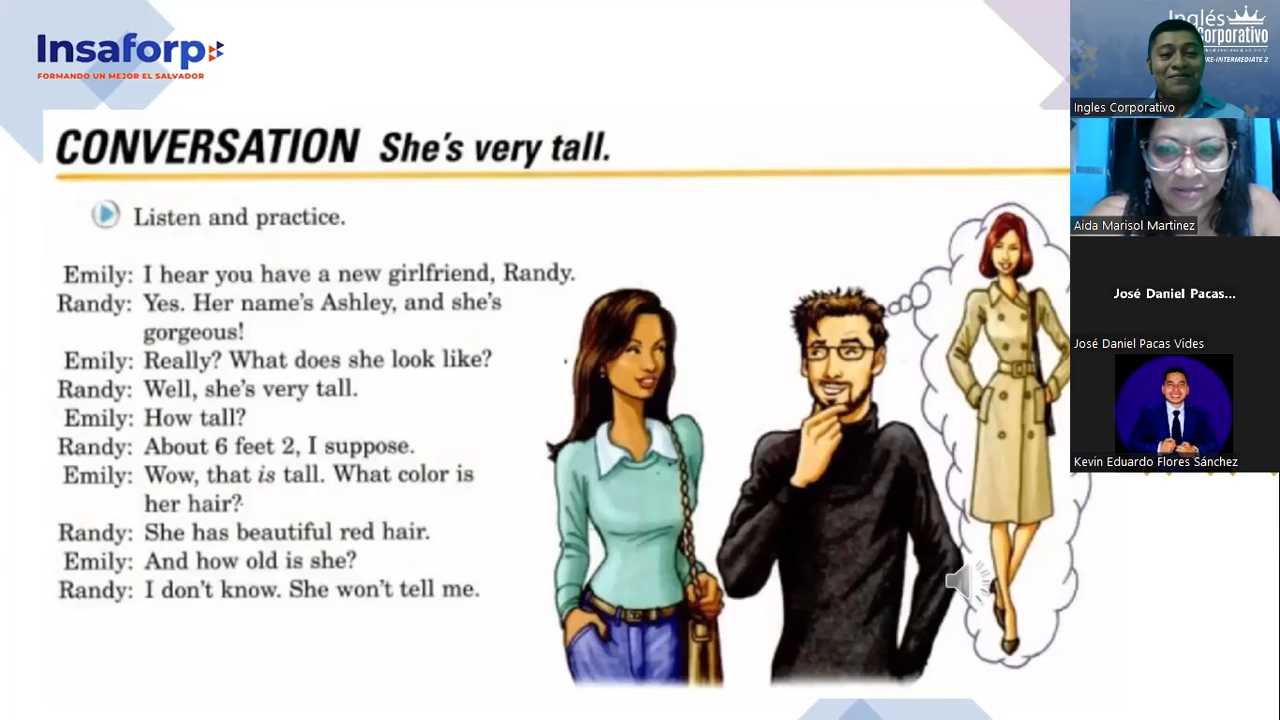 Insaforp
FORMANDO UN MEJOR EL SALVADOR
CONVERSATION She's very tall.
Listen and practice.
Emily: I hear you have a new girlfriend, Randy.
Randy: Yes. Her name's Ashley, and she's
gorgeous!
Emily: Really? What does she look like?
Randy: Well, she's very tall.
Emily: How tall?
Randy: About 6 feet 2, I suppose.
Emily: Wow, that is tall. What color is
her hair?
Randy: She has beautiful red hair.
Emily: And how old is she?
Randy: I don't know. She won't tell me.
Inglés
Corporativo
PRE-INTERMEDIATE 2
Ingles Corporativo
Aida Marisol Martinez
José Daniel Pacas...
José Daniel Pacas Vides
Kevin Eduardo Flores Sánchez